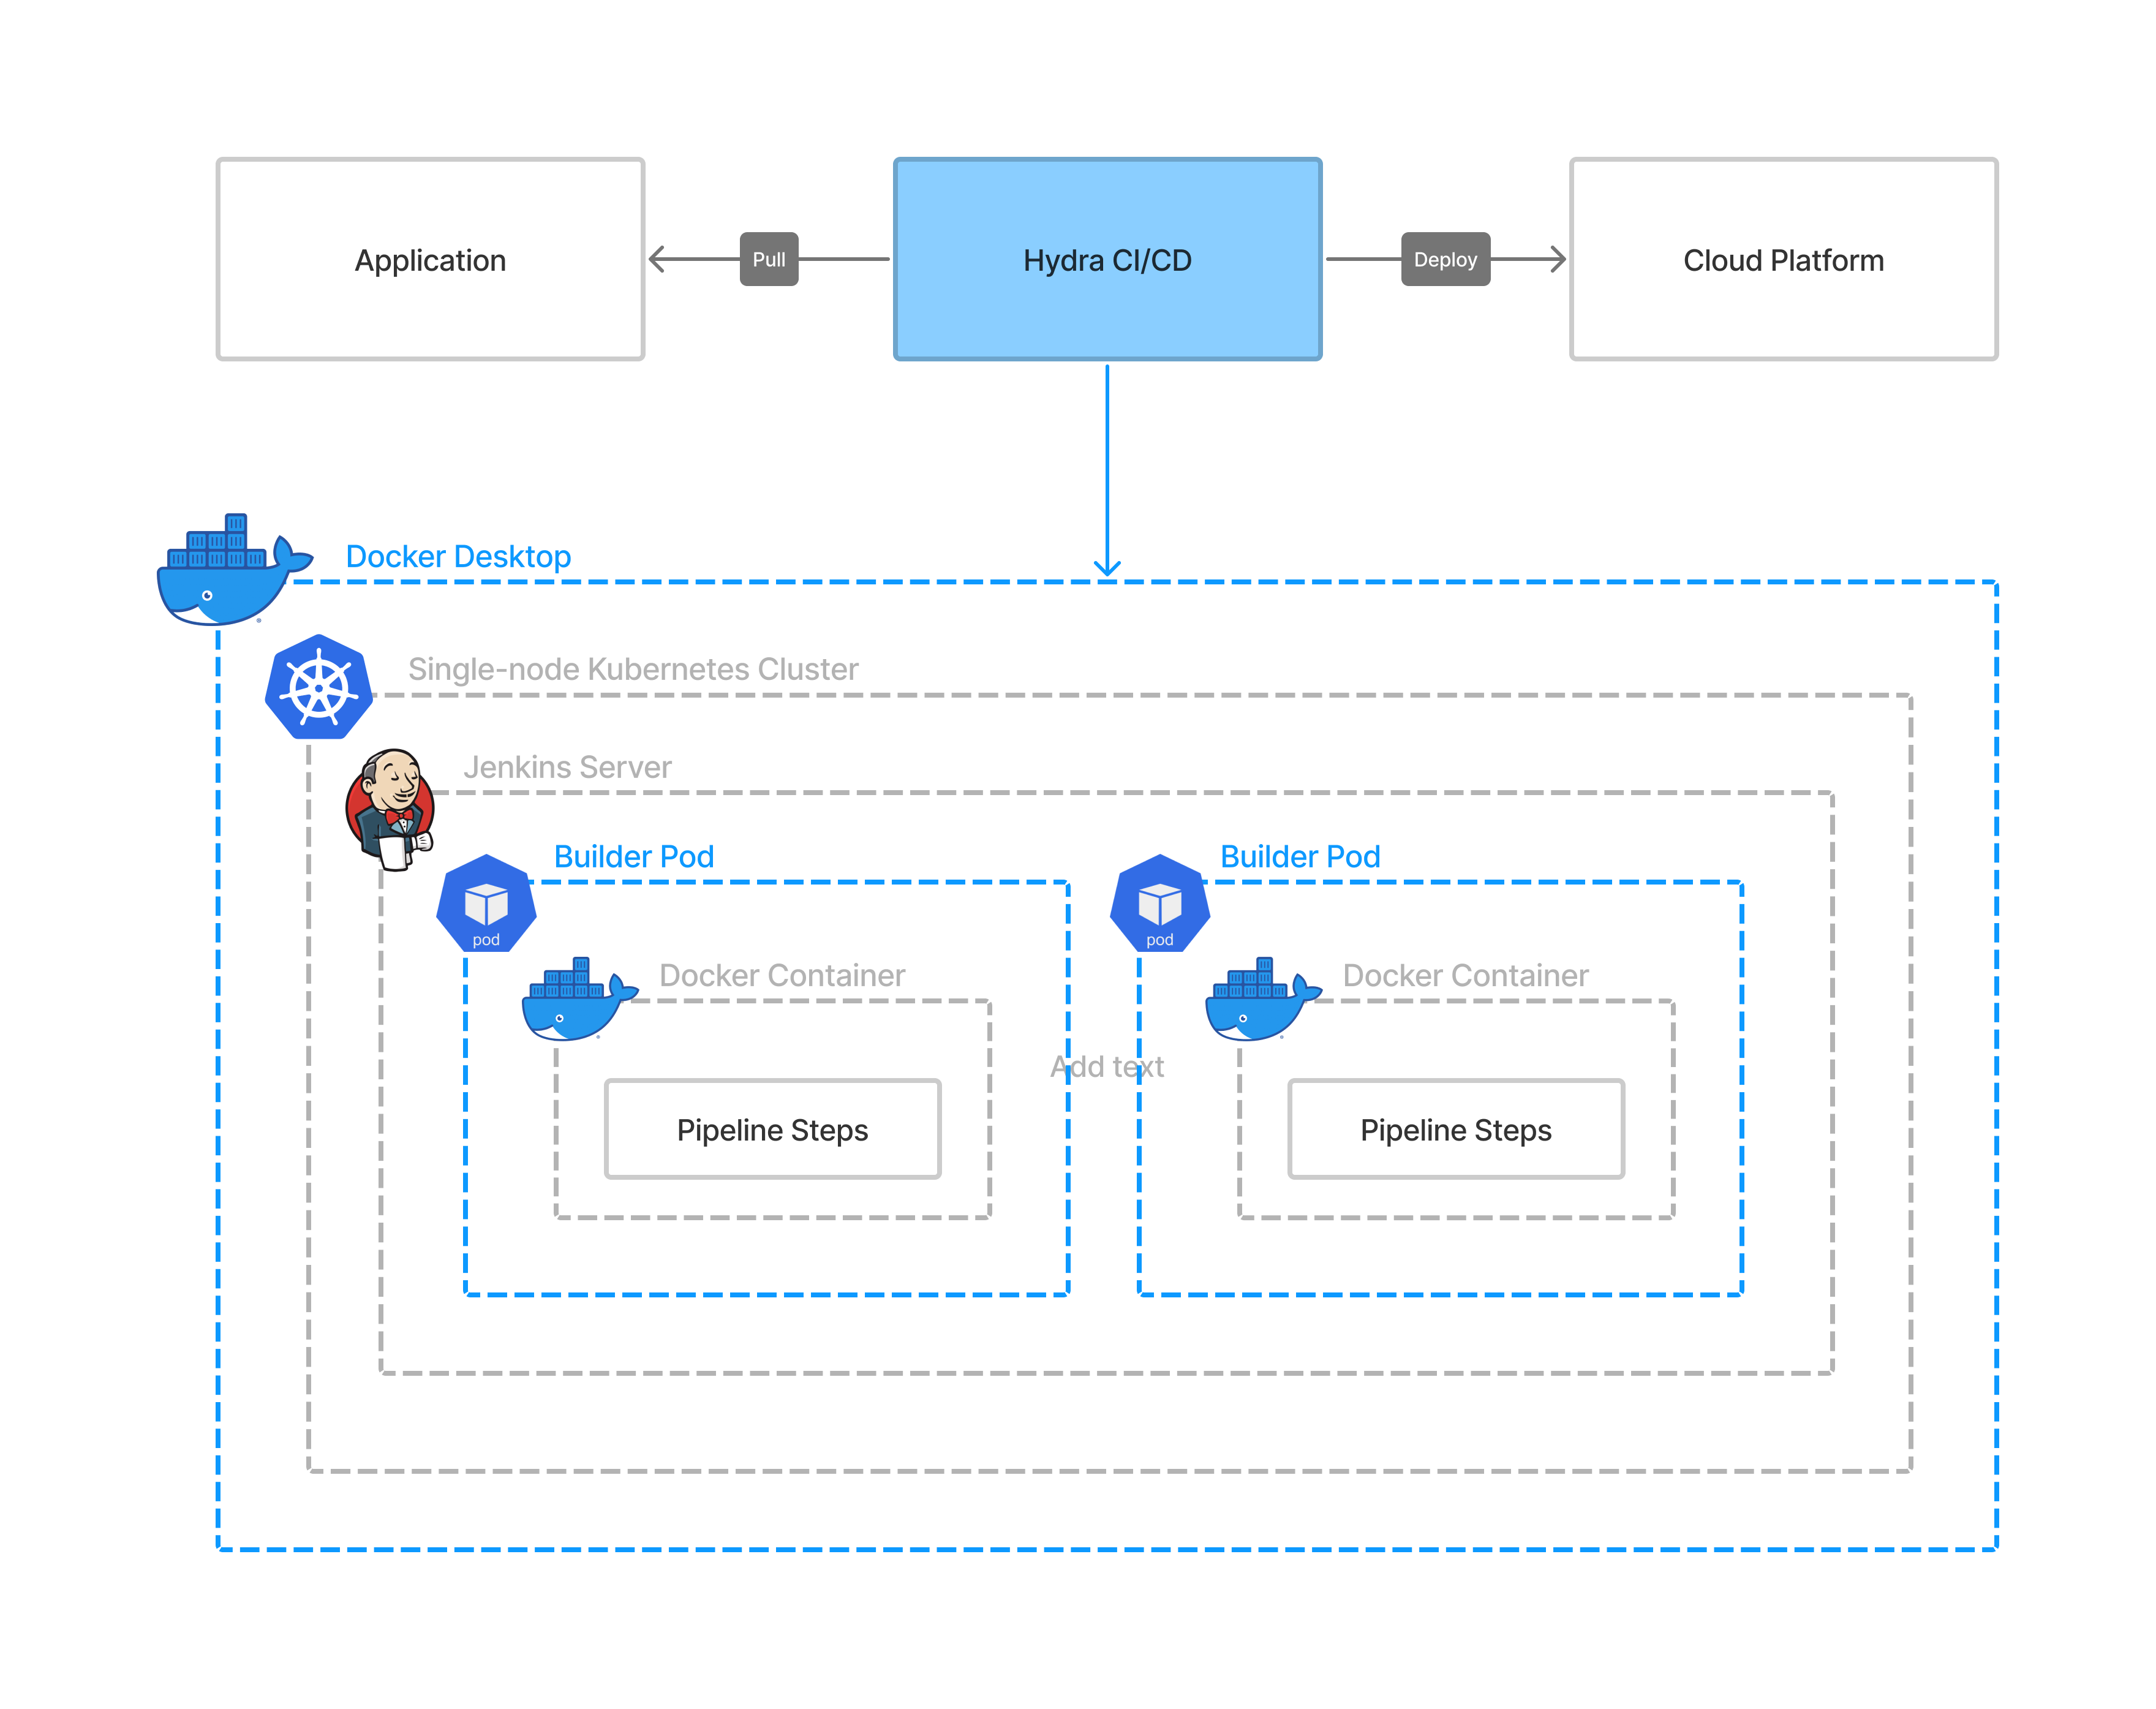 Application
Pull
Hydra CI/CD
Deploy
Cloud Platform
Docker Desktop
Single-node Kubernetes Cluster
Jenkins Server
Builder Pod
Builder Pod
pod
pod
Docker Container
Docker Container
Add text
Pipeline Steps
Pipeline Steps